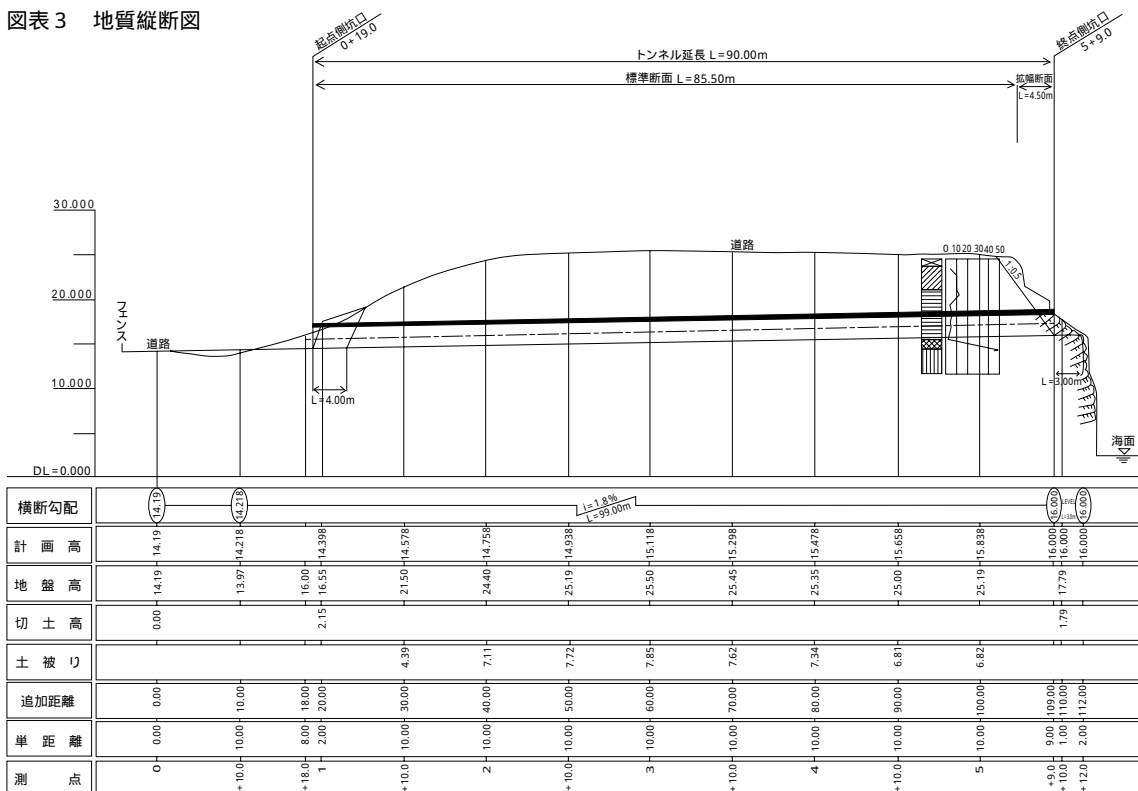 図表3 地質縦断図
起点側坑口
0+19.0
終点側坑口
5+9.0
トンネル延長 L=90.00m
標準断面 L=85.50m
拡幅断面
L=4.50m
30.000
20.000
10.000
DL=0.000
フェンス
道路
道路
0 10 20 30 40 50
1:0.5
L=4.00m
L=3.00m
海面
横断勾配 14.19 14.218 i=1.8% L=99.00m 16.000 LEVEL L=3.0m 16.000
計画高 14.19 14.218 14.398 14.578 14.758 14.938 15.118 15.298 15.478 15.658 15.838 16.000 16.000 16.000
地盤高 14.19 13.97 16.00 16.55 21.50 24.40 25.19 25.50 25.45 25.35 25.00 25.19 17.79
切土高 0.00 2.15 1.79
土被り 4.39 7.11 7.72 7.85 7.62 7.34 6.81 6.82
追加距離 0.00 10.00 18.00 20.00 30.00 40.00 50.00 60.00 70.00 80.00 90.00 100.00 109.00 110.00 112.00
単距離 0.00 10.00 8.00 2.00 10.00 10.00 10.00 10.00 10.00 10.00 10.00 10.00 9.00 1.00 2.00
測点 0 +10.0 +18.0 1 +10.0 2 +10.0 3 +10.0 4 +10.0 5 +9.0 +10.0 +12.0